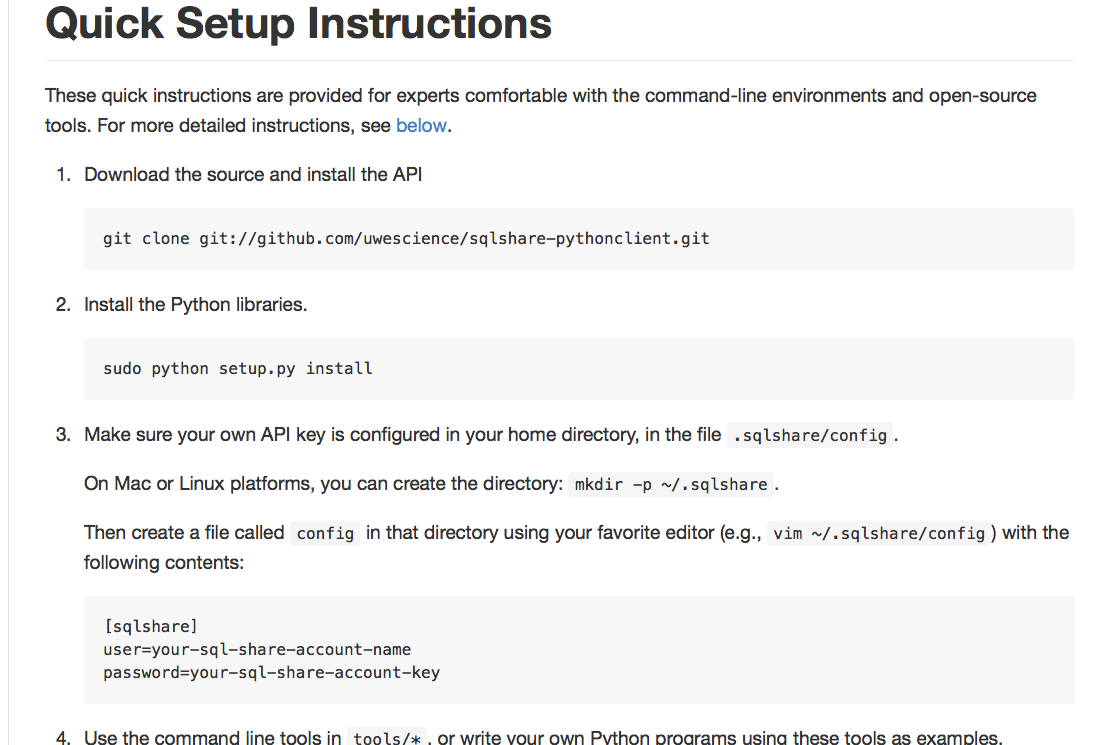 Quick Setup Instructions
These quick instructions are provided for experts comfortable with the command-line environments and open-source
tools. For more detailed instructions, see below.
1. Download the source and install the API
git clone git://github.com/uwescience/sqlshare-pythonclient.git
2. Install the Python libraries.
sudo python setup.py install
3. Make sure your own API key is configured in your home directory, in the file .sqlshare/config.
On Mac or Linux platforms, you can create the directory: mkdir -p ~/.sqlshare.
Then create a file called config in that directory using your favorite editor (e.g., vim ~/.sqlshare/config) with the
following contents:
[sqlshare]
user=your-sql-share-account-name
password=your-sql-share-account-key
4. Use the command line tools in tools/*, or write your own Python programs using these tools as examples.